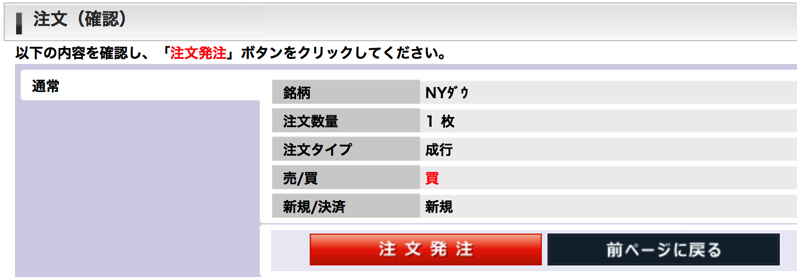 注文（確認）
以下の内容を確認し、「注文発注」ボタンをクリックしてください。
通常
銘柄 NYﾀﾞｳ
注文数量 1 枚
注文タイプ 成行
売/買 買
新規/決済 新規
注文発注 前ページに戻る